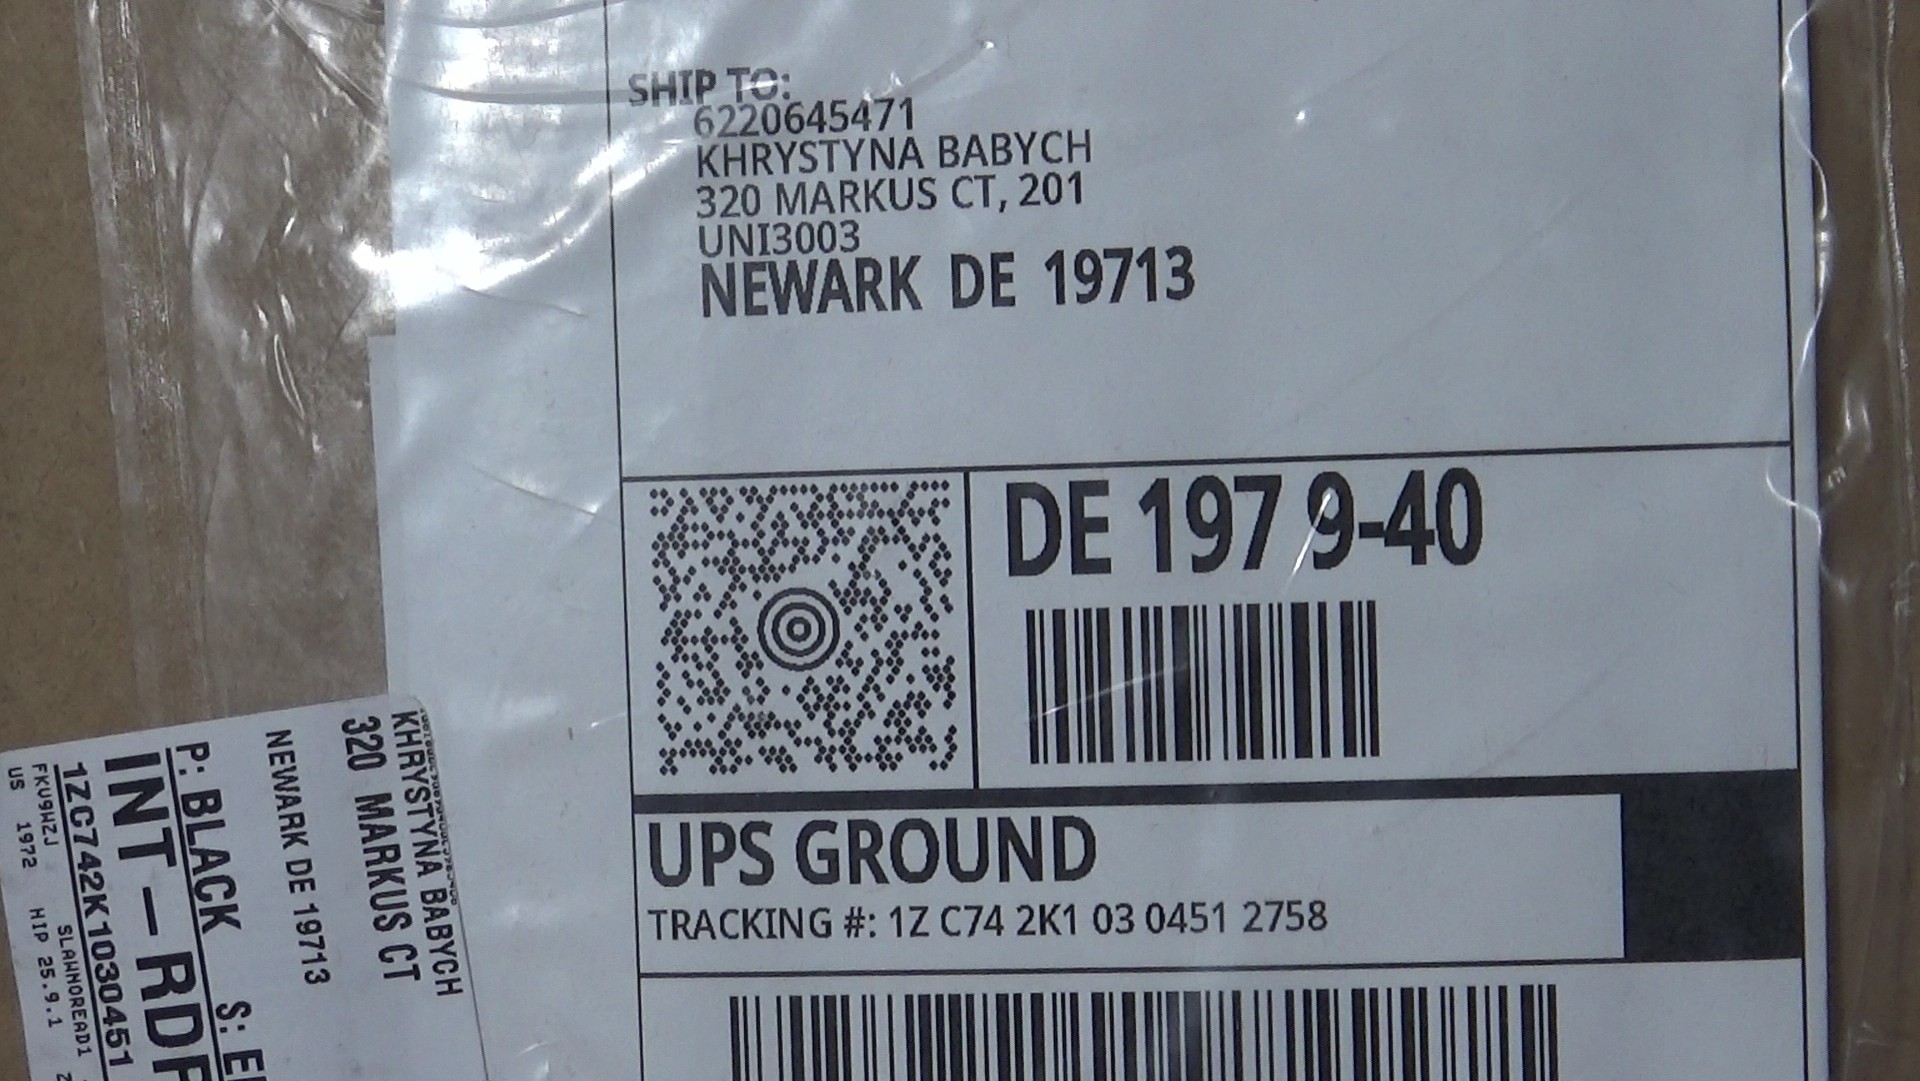 SHIP TO:
6220645471
KHRYSTYNA BABYCH
320 MARKUS CT, 201
UNI3003
NEWARK DE 19713
DE 197 9-40
UPS GROUND
TRACKING #: 1Z C74 2K1 03 0451 2758
KHRYSTYNA BABYCH
320 MARKUS CT
NEWARK DE 19713
P: BLACK S:
INT - RDF
1ZC742K1030451
SLAWNOREAD1
FKU9WZJ HIP 25.9.1
US 1972